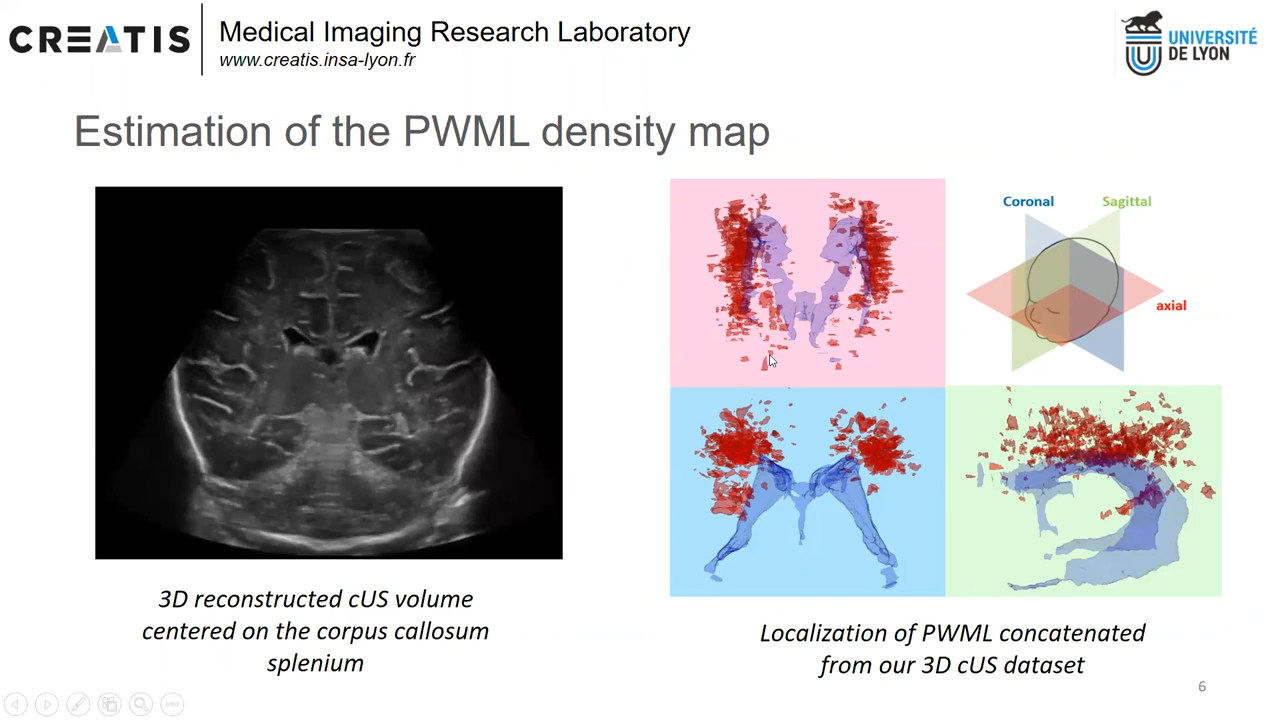 CREATIS
Medical Imaging Research Laboratory
www.creatis.insa-lyon.fr
UNIVERSITÉ
DE LYON
Estimation of the PWML density map
Coronal
Sagittal
axial
3D reconstructed cUS volume
centered on the corpus callosum
splenium
Localization of PWML concatenated
from our 3D cUS dataset
6